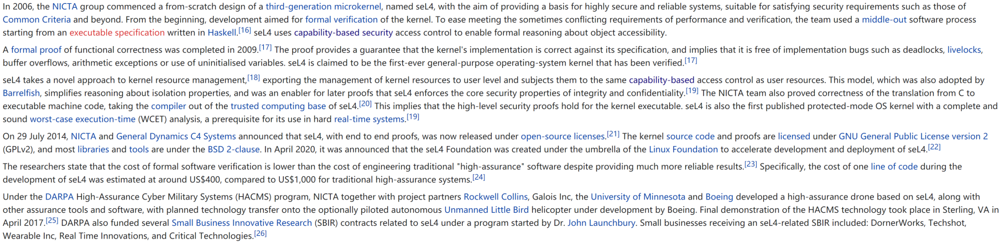 In 2006, the NICTA group commenced a from-scratch design of a third-generation microkernel, named seL4, with the aim of providing a basis for highly secure and reliable systems, suitable for satisfying security requirements such as those of
Common Criteria and beyond. From the beginning, development aimed for formal verification of the kernel. To ease meeting the sometimes conflicting requirements of performance and verification, the team used a middle-out software process
starting from an executable specification written in Haskell.[16] seL4 uses capability-based security access control to enable formal reasoning about object accessibility.
A formal proof of functional correctness was completed in 2009.[17] The proof provides a guarantee that the kernel's implementation is correct against its specification, and implies that it is free of implementation bugs such as deadlocks, livelocks,
buffer overflows, arithmetic exceptions or use of uninitialised variables. seL4 is claimed to be the first-ever general-purpose operating-system kernel that has been verified.[17]
seL4 takes a novel approach to kernel resource management,[18] exporting the management of kernel resources to user level and subjects them to the same capability-based access control as user resources. This model, which was also adopted by
Barrelfish, simplifies reasoning about isolation properties, and was an enabler for later proofs that seL4 enforces the core security properties of integrity and confidentiality.[19] The NICTA team also proved correctness of the translation from C to
executable machine code, taking the compiler out of the trusted computing base of seL4.[20] This implies that the high-level security proofs hold for the kernel executable. seL4 is also the first published protected-mode OS kernel with a complete and
sound worst-case execution-time (WCET) analysis, a prerequisite for its use in hard real-time systems.[19]
On 29 July 2014, NICTA and General Dynamics C4 Systems announced that seL4, with end to end proofs, was now released under open-source licenses.[21] The kernel source code and proofs are licensed under GNU General Public License version 2
(GPLv2), and most libraries and tools are under the BSD 2-clause. In April 2020, it was announced that the seL4 Foundation was created under the umbrella of the Linux Foundation to accelerate development and deployment of seL4.[22]
The researchers state that the cost of formal software verification is lower than the cost of engineering traditional "high-assurance" software despite providing much more reliable results.[23] Specifically, the cost of one line of code during the
development of seL4 was estimated at around US$400, compared to US$1,000 for traditional high-assurance systems.[24]
Under the DARPA High-Assurance Cyber Military Systems (HACMS) program, NICTA together with project partners Rockwell Collins, Galois Inc, the University of Minnesota and Boeing developed a high-assurance drone based on seL4, along with
other assurance tools and software, with planned technology transfer onto the optionally piloted autonomous Unmanned Little Bird helicopter under development by Boeing. Final demonstration of the HACMS technology took place in Sterling, VA in
April 2017.[25] DARPA also funded several Small Business Innovative Research (SBIR) contracts related to seL4 under a program started by Dr. John Launchbury. Small businesses receiving an seL4-related SBIR included: DornerWorks, Techshot,
Wearable Inc, Real Time Innovations, and Critical Technologies.[26]